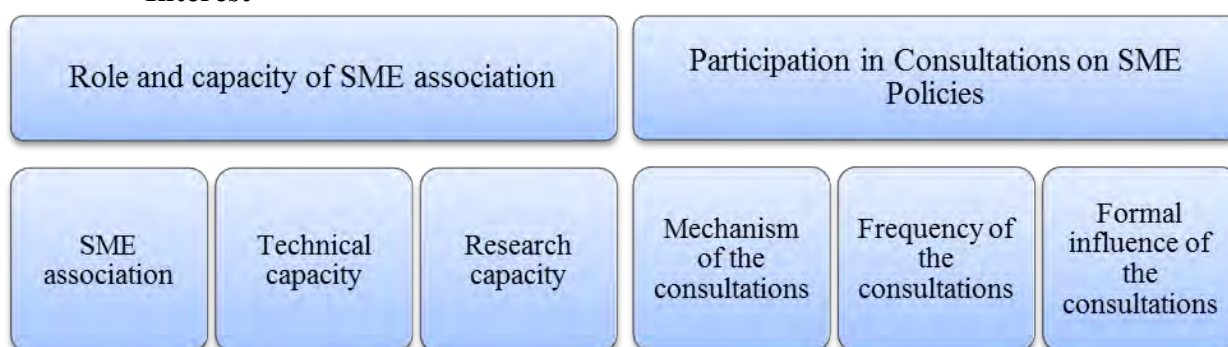 Interest
Role and capacity of SME association
Participation in Consultations on SME
Policies
SME
association
Technical
capacity
Research
capacity
Mechanism
of the
consultations
Frequency of
the
consultations
Formal
influence of
the
consultations